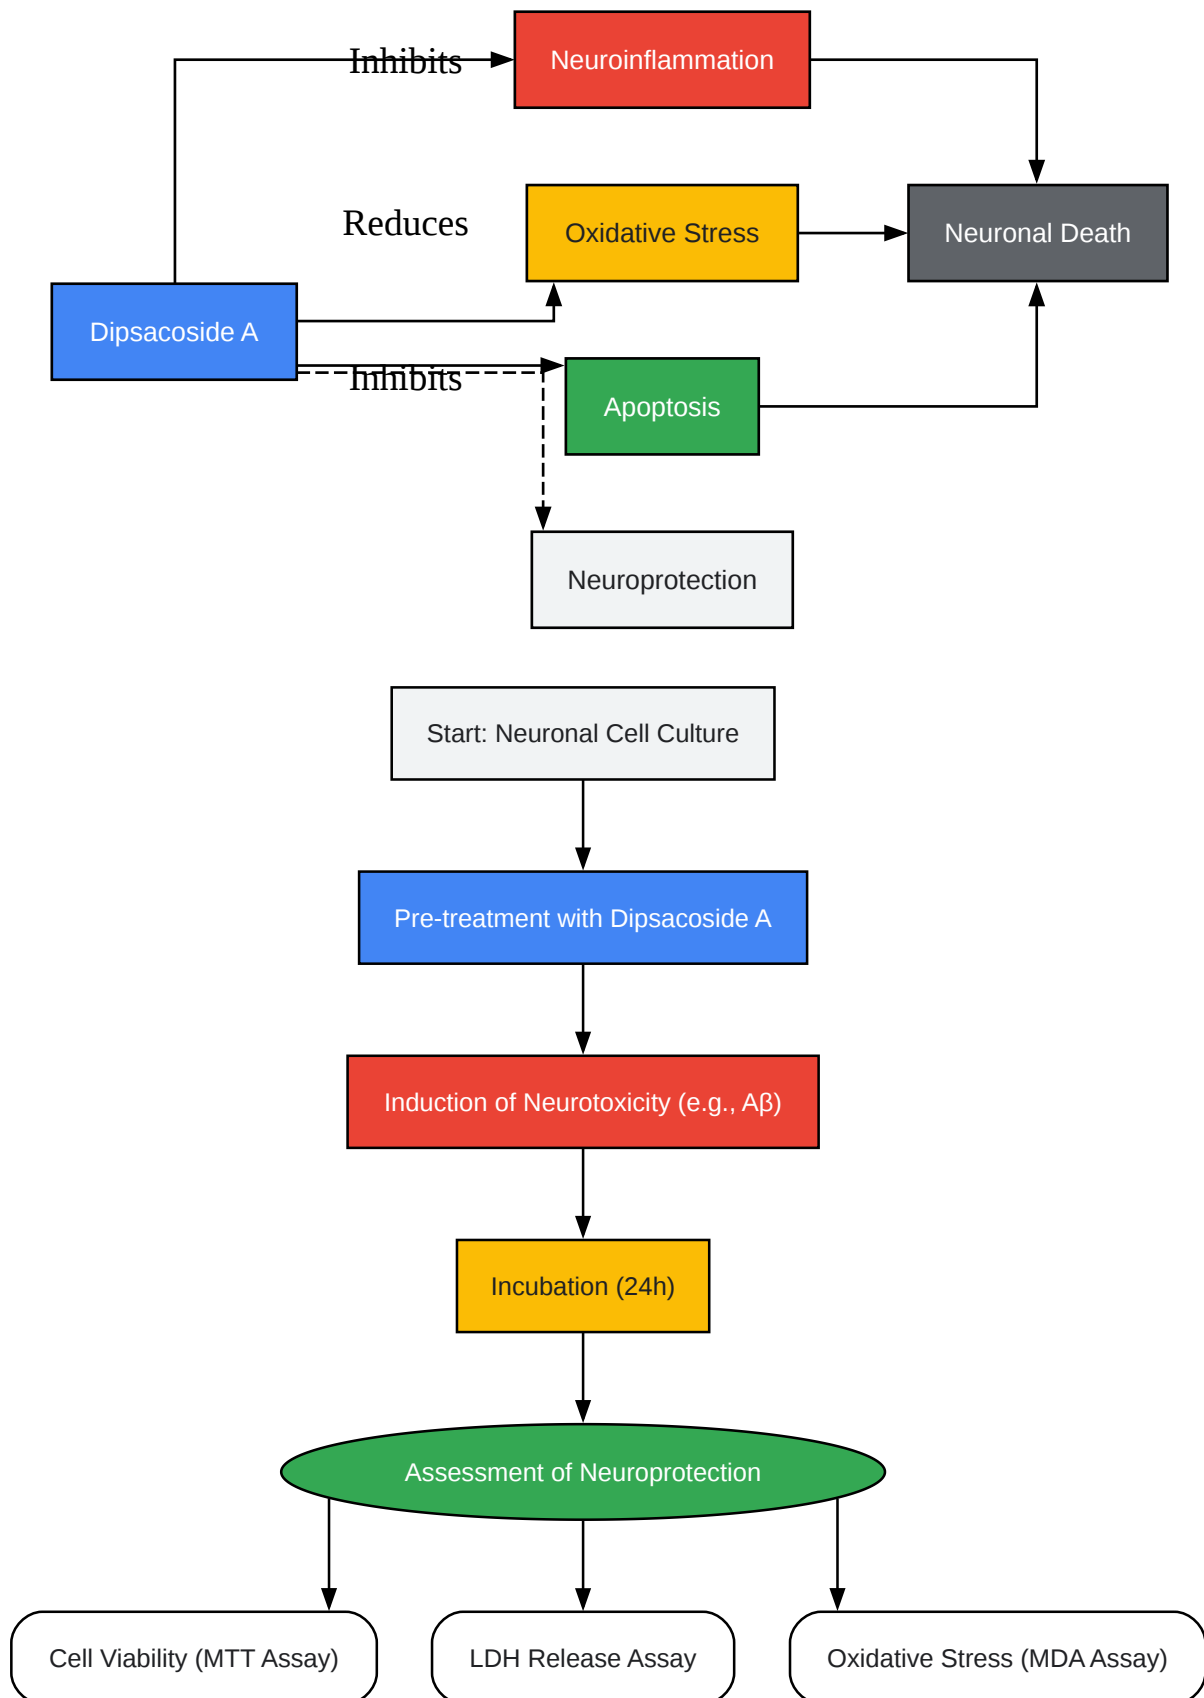 Inhibits
Neuroinflammation
Reduces
Oxidative Stress
Neuronal Death
Dipsacoside A
Inhibits
Apoptosis
Neuroprotection
Start: Neuronal Cell Culture
Pre-treatment with Dipsacoside A
Induction of Neurotoxicity (e.g., Aβ)
Incubation (24h)
Assessment of Neuroprotection
Cell Viability (MTT Assay)
LDH Release Assay
Oxidative Stress (MDA Assay)